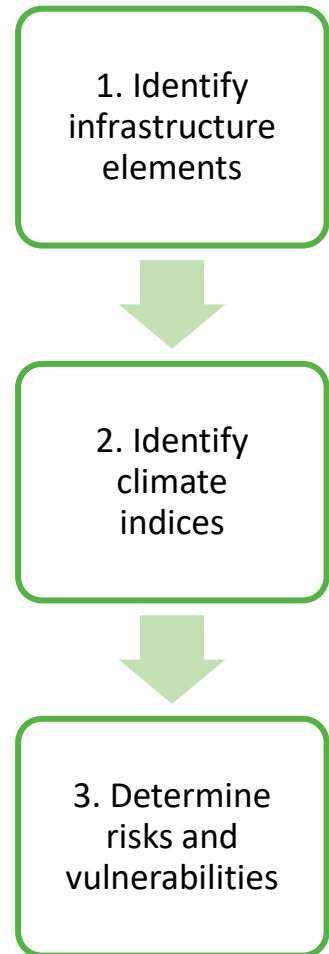 1. Identify
infrastructure
elements
2. Identify
climate
indices
3. Determine
risks and
vulnerabilities